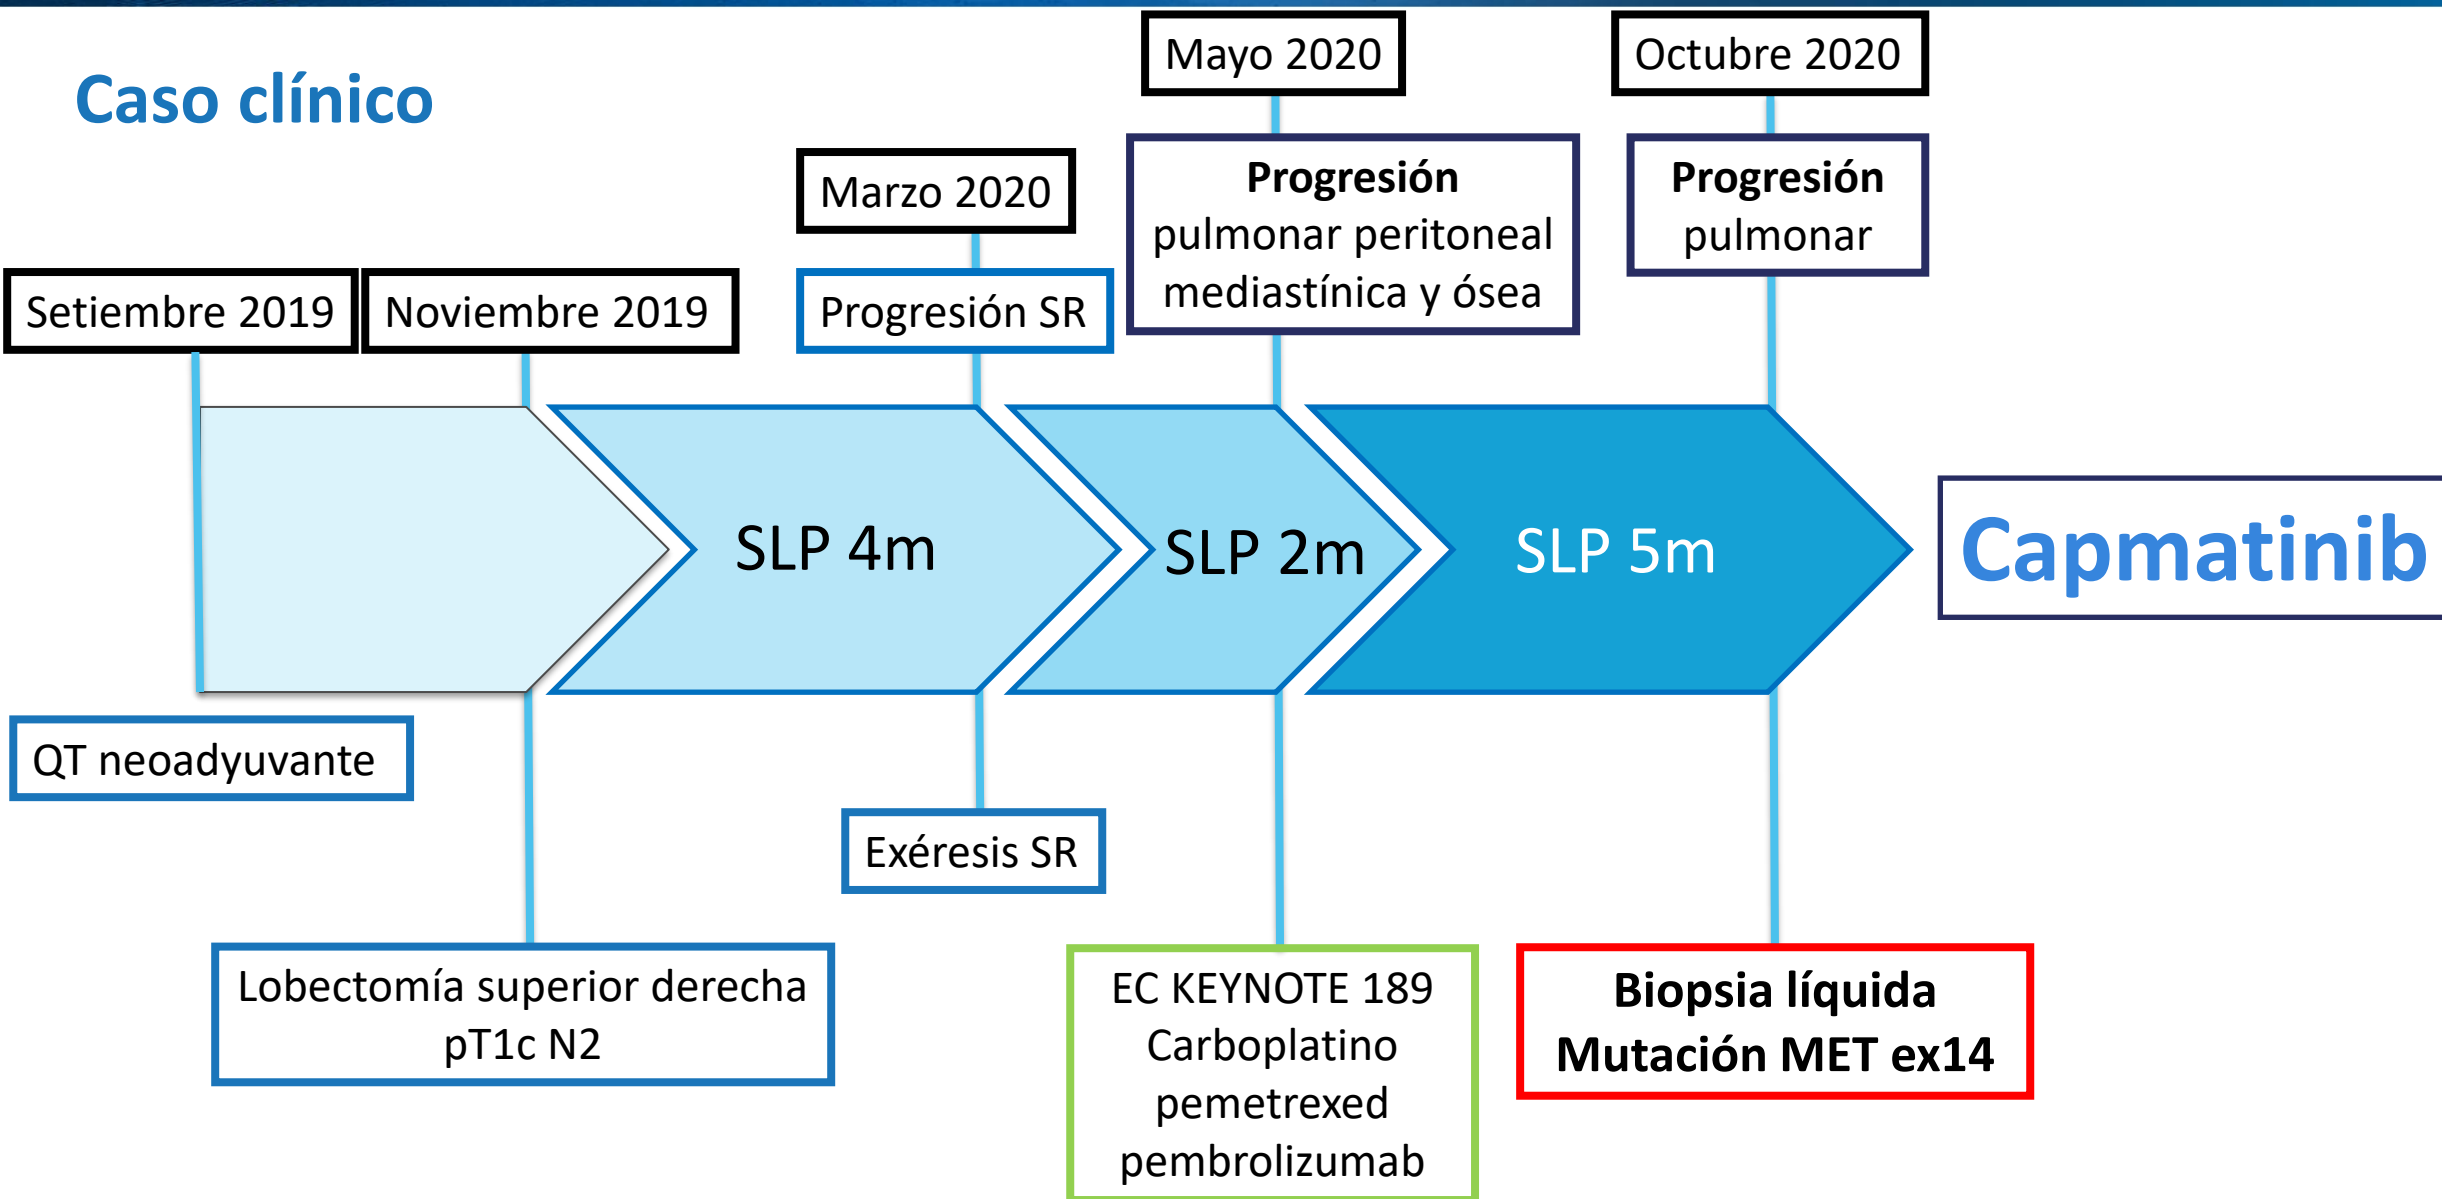 Caso clínico
Setiembre 2019
QT neoadyuvante
Noviembre 2019
Lobectomía superior derecha
pT1c N2
SLP 4m
Marzo 2020
Progresión SR
Exéresis SR
SLP 2m
Mayo 2020
Progresión
pulmonar peritoneal
mediastínica y ósea
EC KEYNOTE 189
Carboplatino
pemetrexed
pembrolizumab
SLP 5m
Octubre 2020
Progresión
pulmonar
Biopsia líquida
Mutación MET ex14
Capmatinib